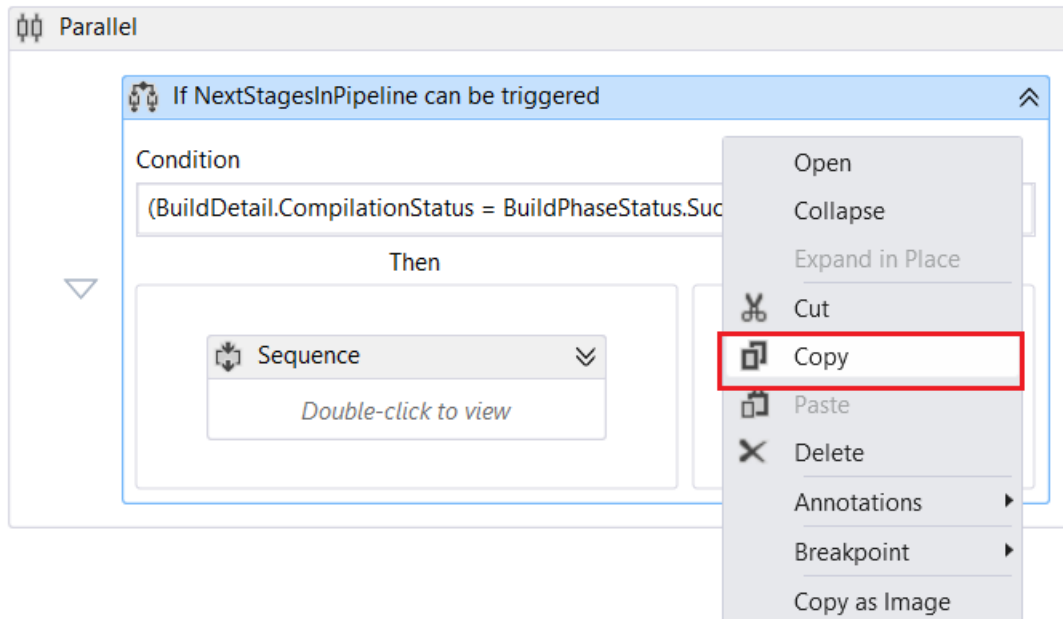 Parallel
If NextStagesInPipeline can be triggered
Condition
(BuildDetail.CompilationStatus = BuildPhaseStatus.Suc
Then
Sequence
Double-click to view
Open
Collapse
Expand in Place
Cut
Copy
Paste
Delete
Annotations
Breakpoint
Copy as Image